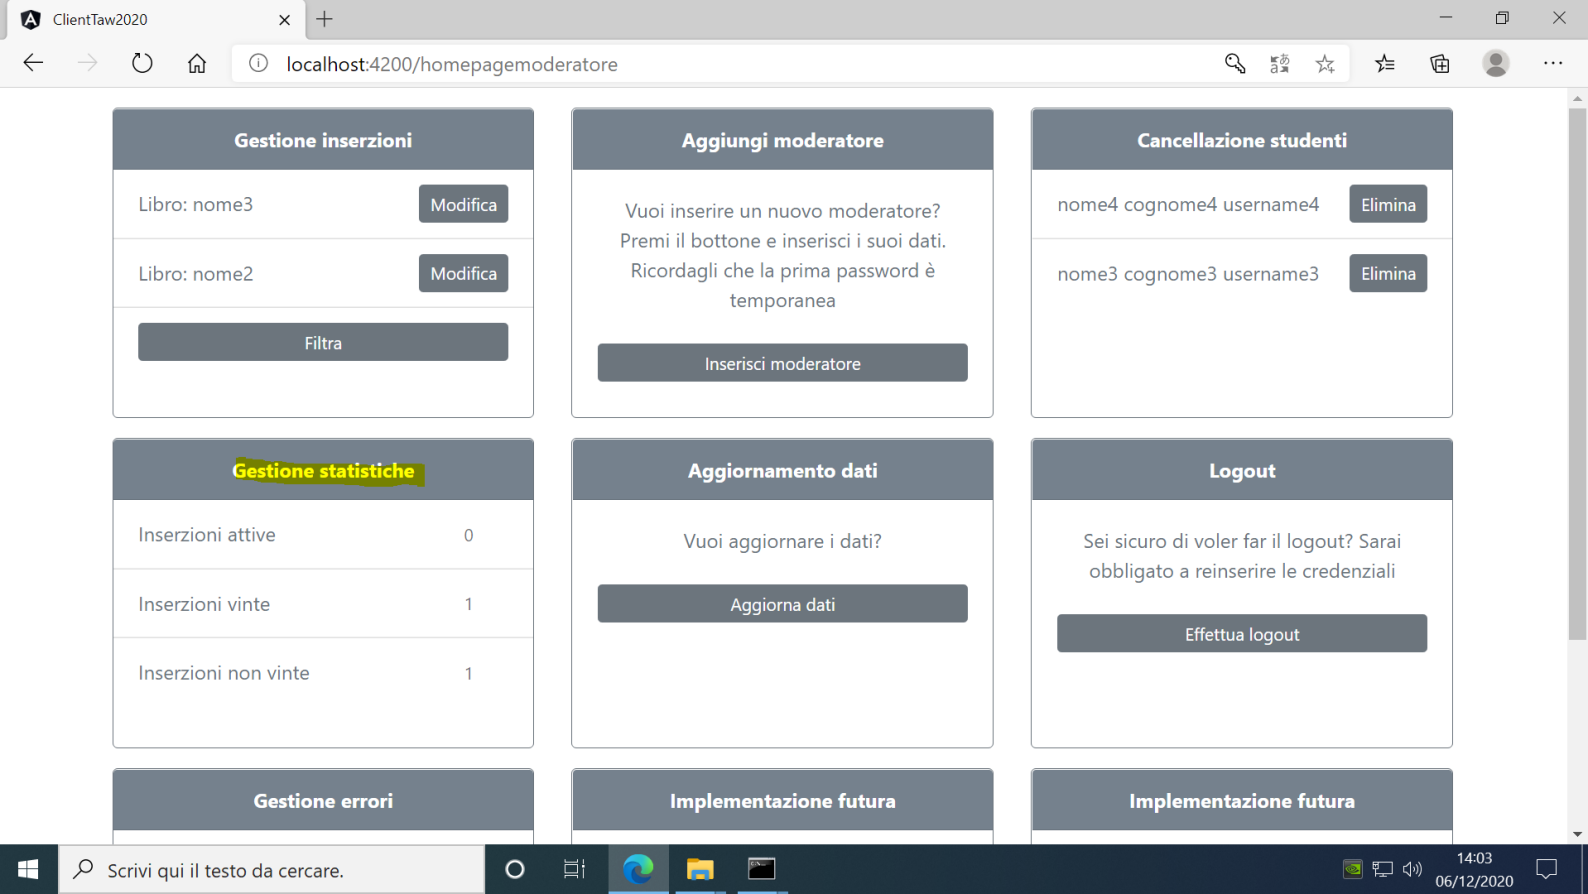 ClientTaw2020
localhost:4200/homepagemoderatore
Gestione inserzioni
Libro: nome3
Modifica
Libro: nome2
Modifica
Filtra
Aggiungi moderatore
Vuoi inserire un nuovo moderatore?
Premi il bottone e inserisci i suoi dati.
Ricordagli che la prima password è
temporanea
Inserisci moderatore
Cancellazione studenti
nome4 cognome4 username4
Elimina
nome3 cognome3 username3
Elimina
Gestione statistiche
Inserzioni attive 0
Inserzioni vinte 1
Inserzioni non vinte 1
Aggiornamento dati
Vuoi aggiornare i dati?
Aggiorna dati
Logout
Sei sicuro di voler far il logout? Sarai
obbligato a reinserire le credenziali
Effettua logout
Gestione errori
Implementazione futura
Implementazione futura
Scrivi qui il testo da cercare.
14:03
06/12/2020